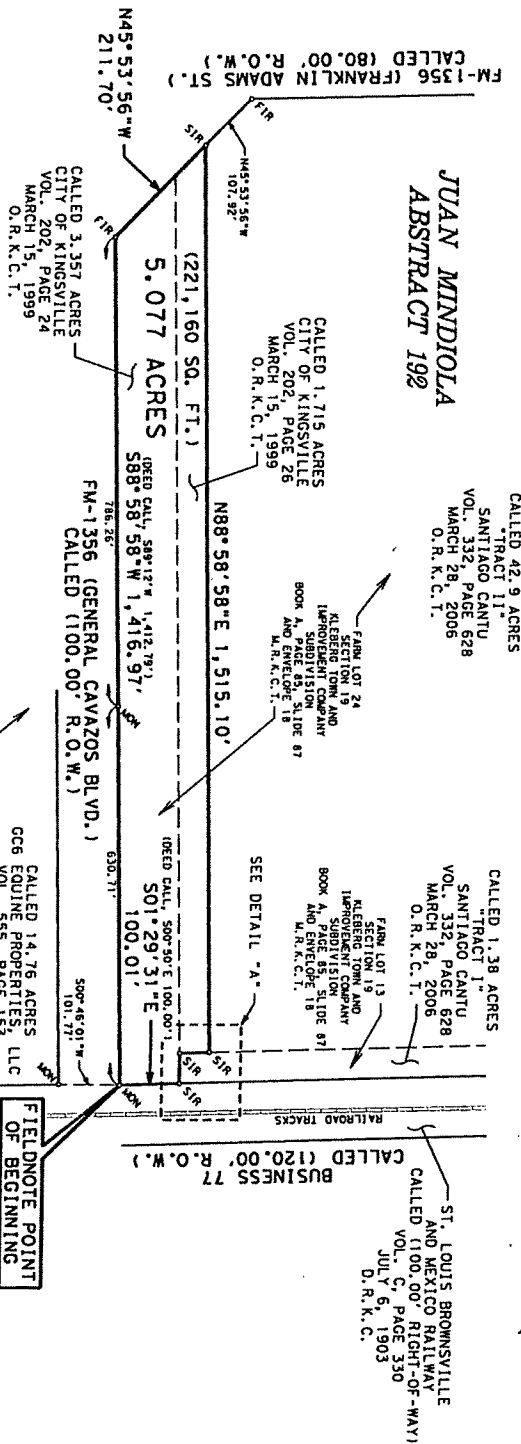 JUAN MINDIOLA
ABSTRACT 192
CALLED 42.9 ACRES
"TRACT II"
SANTIAGO CANTU
VOL. 332, PAGE 628
MARCH 28, 2006
O.R.K.C.T.
CALLED 1.38 ACRES
"TRACT I"
SANTIAGO CANTU
VOL. 332, PAGE 628
MARCH 28, 2006
O.R.K.C.T.
ST. LOUIS BROWNSVILLE
AND MEXICO RAILWAY
CALLED (100.00' RIGHT-OF-WAY)
VOL. C, PAGE 330
JULY 6, 1903
D.R.K.C.
FM-1356 (FRANKLIN ADAMS ST.)
CALLED (80.00' R.O.W.)
FIR
N45°53'56"W
107.92'
SIR
N45°53'56"W
211.70'
FIR
CALLED 1.715 ACRES
CITY OF KINGSVILLE
VOL. 202, PAGE 26
MARCH 15, 1999
O.R.K.C.T.
FARM LOT 24
SECTION 19
KLEBERG TOWN AND
IMPROVEMENT COMPANY
SUBDIVISION
BOOK A, PAGE 85, SLIDE 87
AND ENVELOPE 18
M.R.K.C.T.
FARM LOT 13
SECTION 19
KLEBERG TOWN AND
IMPROVEMENT COMPANY
SUBDIVISION
BOOK A, PAGE 85, SLIDE 87
AND ENVELOPE 18
M.R.K.C.T.
SEE DETAIL "A"
N88°58'58"E 1,515.10'
(221,160 SQ. FT.)
5.077 ACRES
(DEED CALL, S89°12'W 1,412.79')
S88°58'58"W 1,416.97'
(DEED CALL, S00°50'E 100.00')
S01°29'31"E
100.01'
SIR
SIR
SIR
RAILROAD TRACKS
BUSINESS 77
CALLED (120.00' R.O.W.)
786.26'
MON
630.71'
MON
FM-1356 (GENERAL CAVAZOS BLVD.)
CALLED (100.00' R.O.W.)
CALLED 3.357 ACRES
CITY OF KINGSVILLE
VOL. 202, PAGE 24
MARCH 15, 1999
O.R.K.C.T.
S00°46'01"W
101.77'
MON
CALLED 14.76 ACRES
GC6 EQUINE PROPERTIES, LLC
VOL. 555, PAGE 153
FIELDNOTE POINT
OF BEGINNING